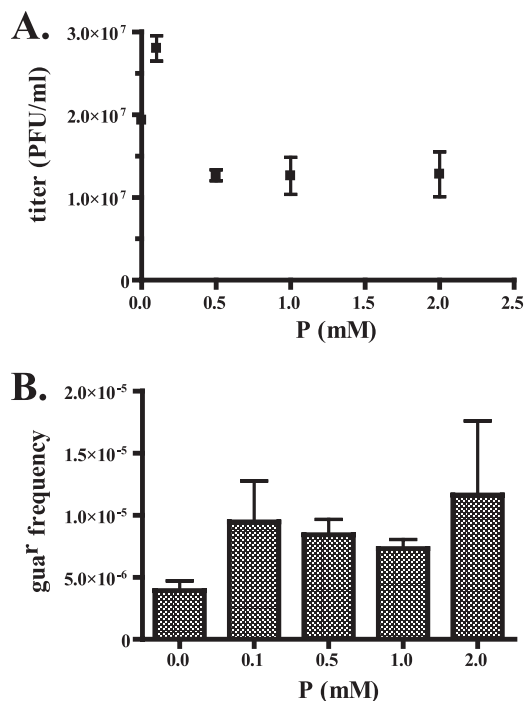 A.
3.0×10⁷
2.0×10⁷
1.0×10⁷
0
titer (PFU/ml)
0.0 0.5 1.0 1.5 2.0 2.5
P (mM)
B.
2.0×10⁻⁵
1.5×10⁻⁵
1.0×10⁻⁵
5.0×10⁻⁶
0
guaʳ frequency
0.0 0.1 0.5 1.0 2.0
P (mM)